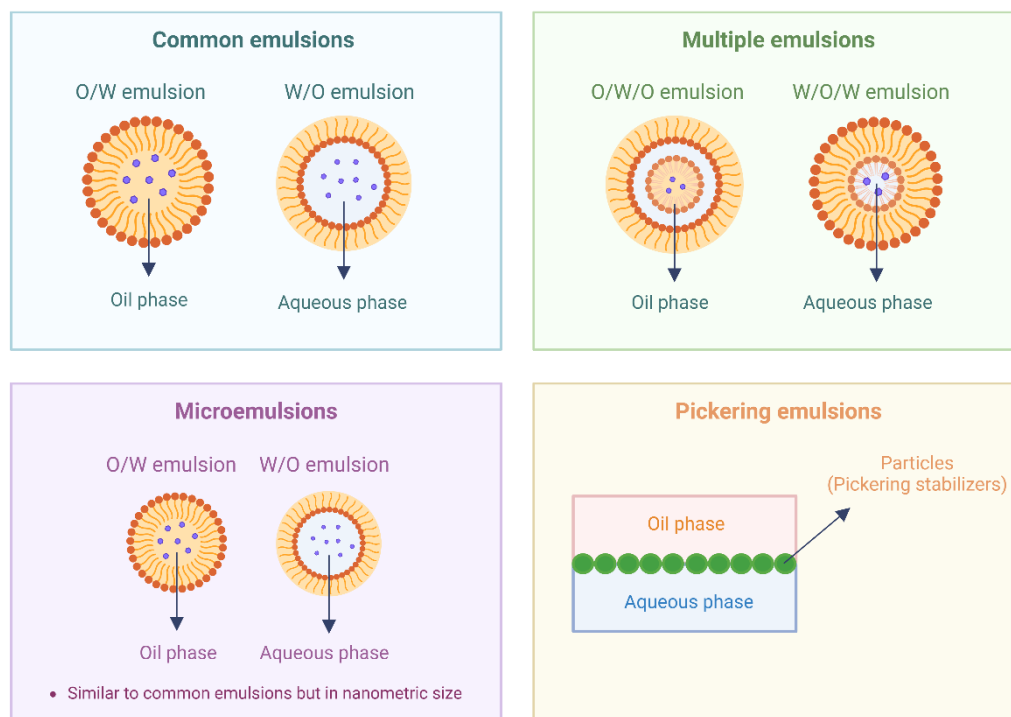 Common emulsions
O/W emulsion
W/O emulsion
Oil phase
Aqueous phase
Multiple emulsions
O/W/O emulsion
W/O/W emulsion
Oil phase
Aqueous phase
Microemulsions
O/W emulsion
W/O emulsion
Oil phase
Aqueous phase
• Similar to common emulsions but in nanometric size
Pickering emulsions
Particles
(Pickering stabilizers)
Oil phase
Aqueous phase